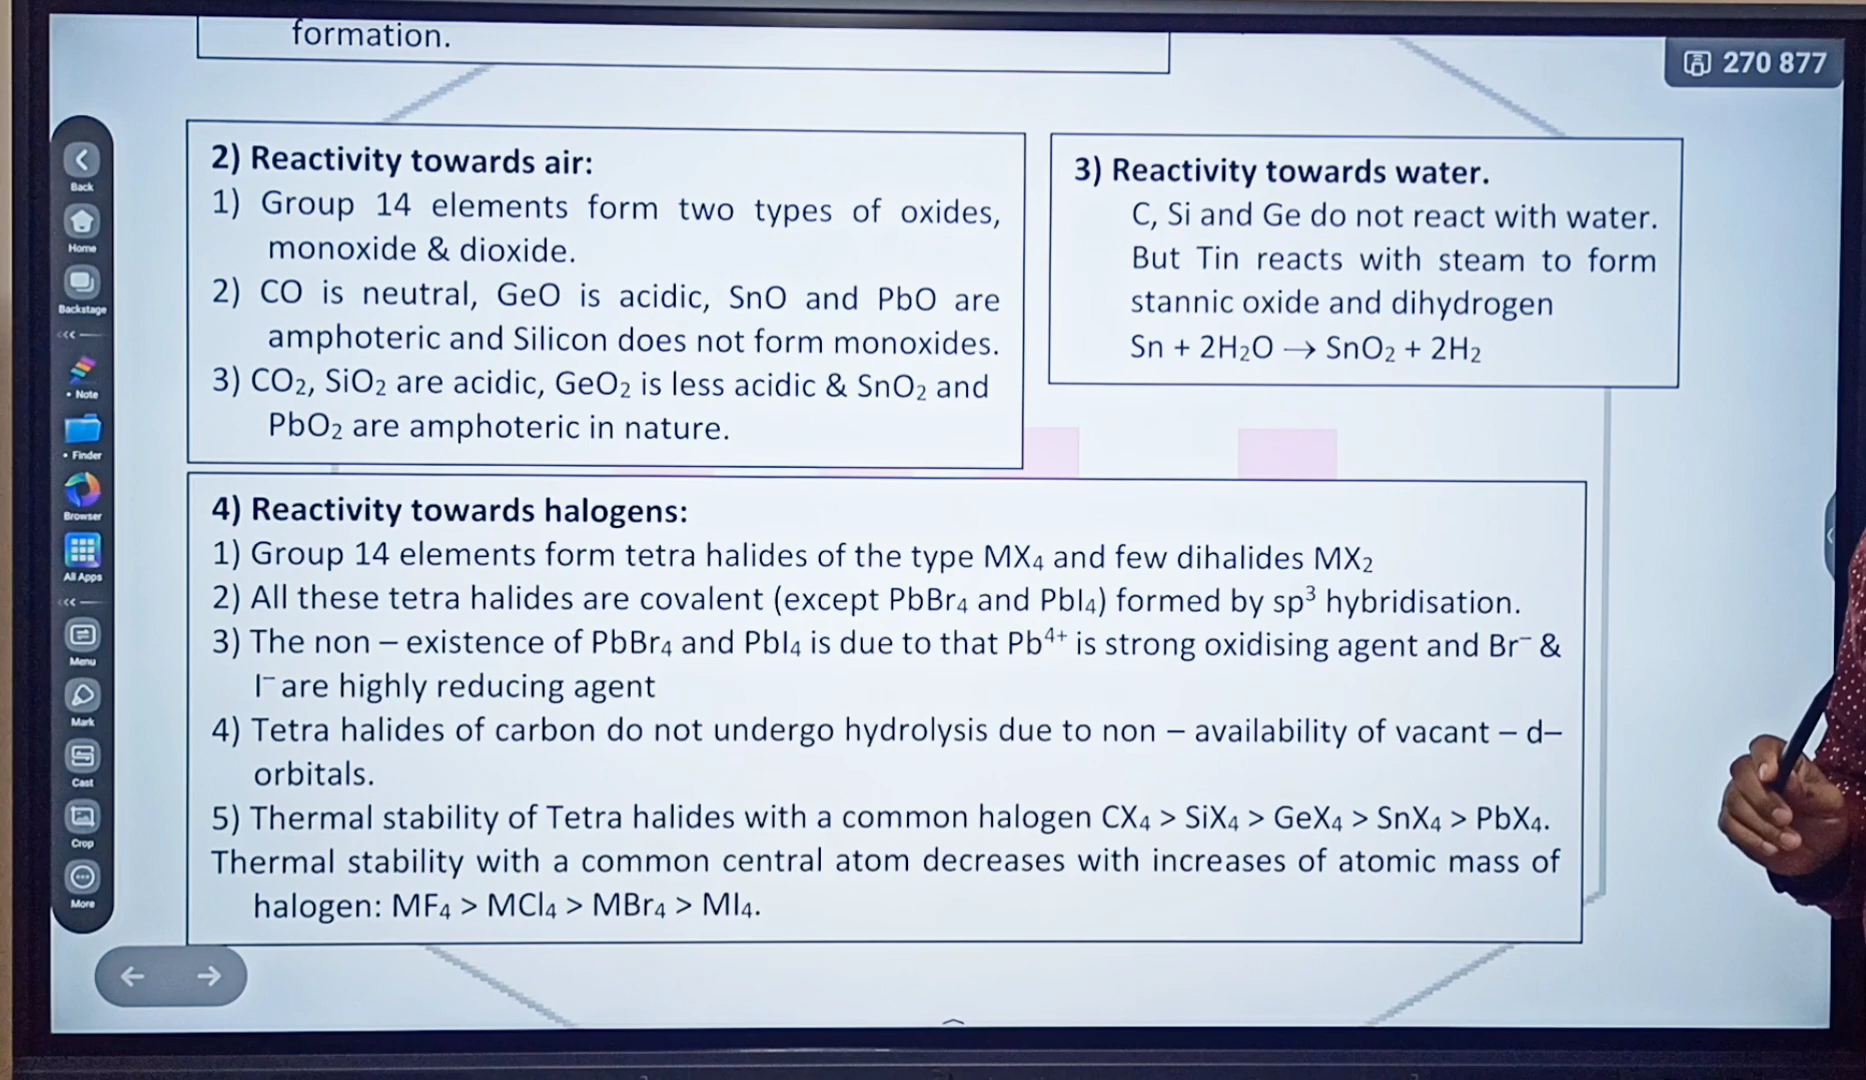 formation.
270 877
2) Reactivity towards air:
1) Group 14 elements form two types of oxides,
monoxide & dioxide.
2) CO is neutral, GeO is acidic, SnO and PbO are
amphoteric and Silicon does not form monoxides.
3) CO₂, SiO₂ are acidic, GeO₂ is less acidic & SnO₂ and
PbO₂ are amphoteric in nature.
3) Reactivity towards water.
C, Si and Ge do not react with water.
But Tin reacts with steam to form
stannic oxide and dihydrogen
Sn + 2H₂O → SnO₂ + 2H₂
4) Reactivity towards halogens:
1) Group 14 elements form tetra halides of the type MX₄ and few dihalides MX₂
2) All these tetra halides are covalent (except PbBr₄ and PbI₄) formed by sp³ hybridisation.
3) The non – existence of PbBr₄ and PbI₄ is due to that Pb⁴⁺ is strong oxidising agent and Br⁻ &
I⁻ are highly reducing agent
4) Tetra halides of carbon do not undergo hydrolysis due to non – availability of vacant – d–
orbitals.
5) Thermal stability of Tetra halides with a common halogen CX₄ > SiX₄ > GeX₄ > SnX₄ > PbX₄.
Thermal stability with a common central atom decreases with increases of atomic mass of
halogen: MF₄ > MCl₄ > MBr₄ > MI₄.
Back
Home
Backstage
Note
Finder
Browser
All Apps
Menu
Mark
Cast
Crop
More